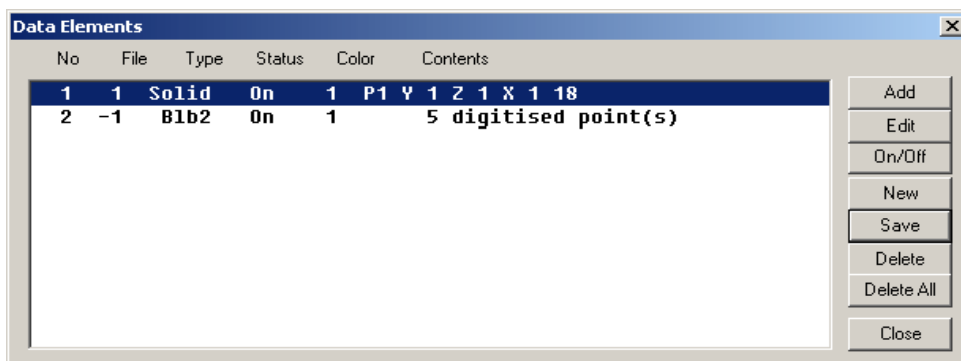 Data Elements
No File Type Status Color Contents
1 1 Solid On 1 P1 Y 1 Z 1 X 1 18
2 -1 Blb2 On 1 5 digitised point(s)
Add
Edit
On/Off
New
Save
Delete
Delete All
Close